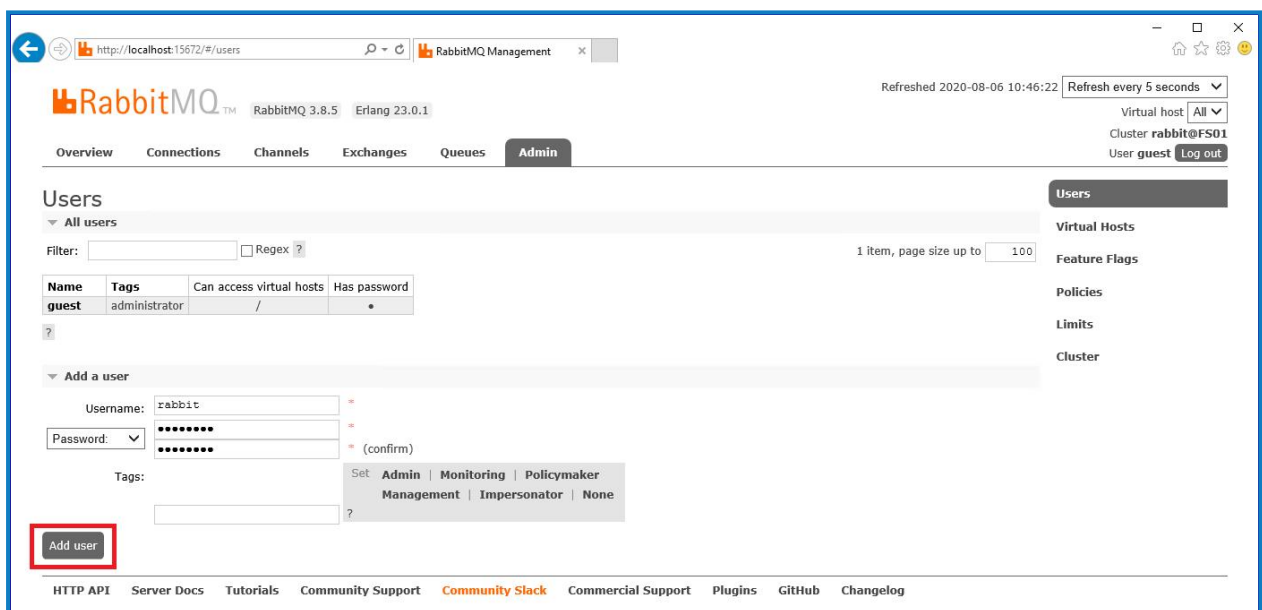 http://localhost:15672/#/users
RabbitMQ Management
Refreshed 2020-08-06 10:46:22 Refresh every 5 seconds
RabbitMQ TM RabbitMQ 3.8.5 Erlang 23.0.1
Virtual host All
Cluster rabbit@FS01
User guest Log out
Overview Connections Channels Exchanges Queues Admin
Users
All users
Filter: Regex ? 1 item, page size up to 100
Name Tags Can access virtual hosts Has password
guest administrator / •
?
Add a user
Username: rabbit *
Password: •••••••• *
•••••••• * (confirm)
Tags: Set Admin | Monitoring | Policymaker
Management | Impersonator | None
?
Add user
Users
Virtual Hosts
Feature Flags
Policies
Limits
Cluster
HTTP API Server Docs Tutorials Community Support Community Slack Commercial Support Plugins GitHub Changelog